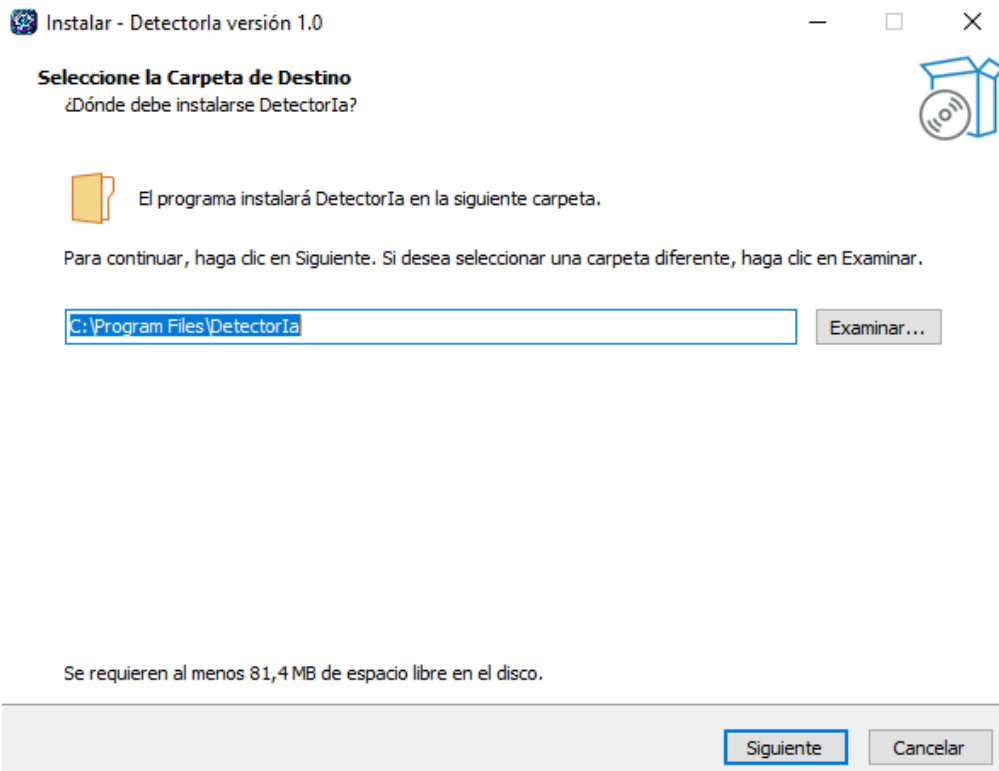 Instalar - DetectorIa versión 1.0
Seleccione la Carpeta de Destino
¿Dónde debe instalarse DetectorIa?
El programa instalará DetectorIa en la siguiente carpeta.
Para continuar, haga clic en Siguiente. Si desea seleccionar una carpeta diferente, haga clic en Examinar.
C:\Program Files\DetectorIa
Examinar...
Se requieren al menos 81,4 MB de espacio libre en el disco.
Siguiente
Cancelar